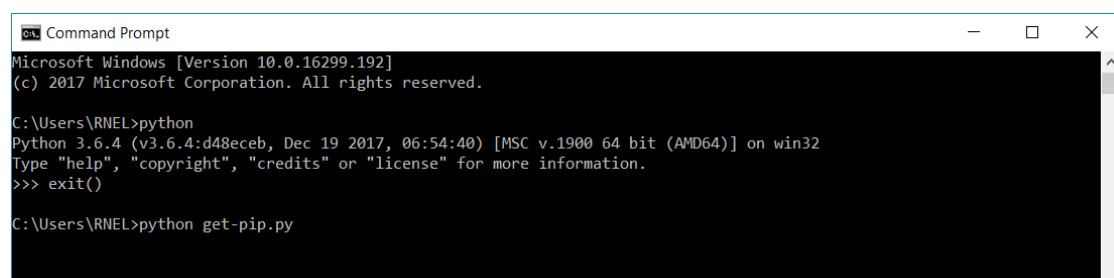 Command Prompt
Microsoft Windows [Version 10.0.16299.192]
(c) 2017 Microsoft Corporation. All rights reserved.
C:\Users\RNEL>python
Python 3.6.4 (v3.6.4:d48eceb, Dec 19 2017, 06:54:40) [MSC v.1900 64 bit (AMD64)] on win32
Type "help", "copyright", "credits" or "license" for more information.
>>> exit()
C:\Users\RNEL>python get-pip.py